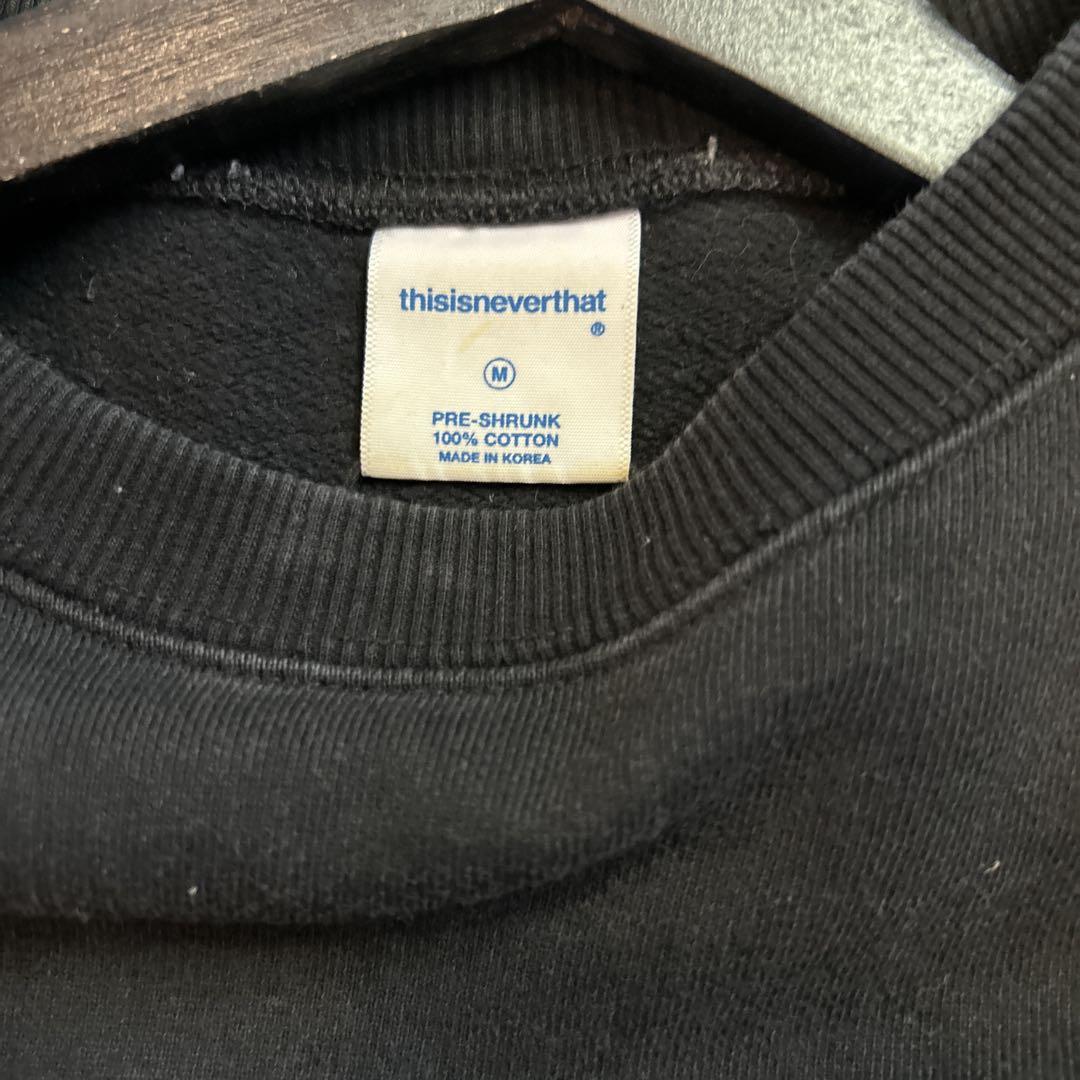 thisisneverthat
®
M
PRE-SHRUNK
100% COTTON
MADE IN KOREA